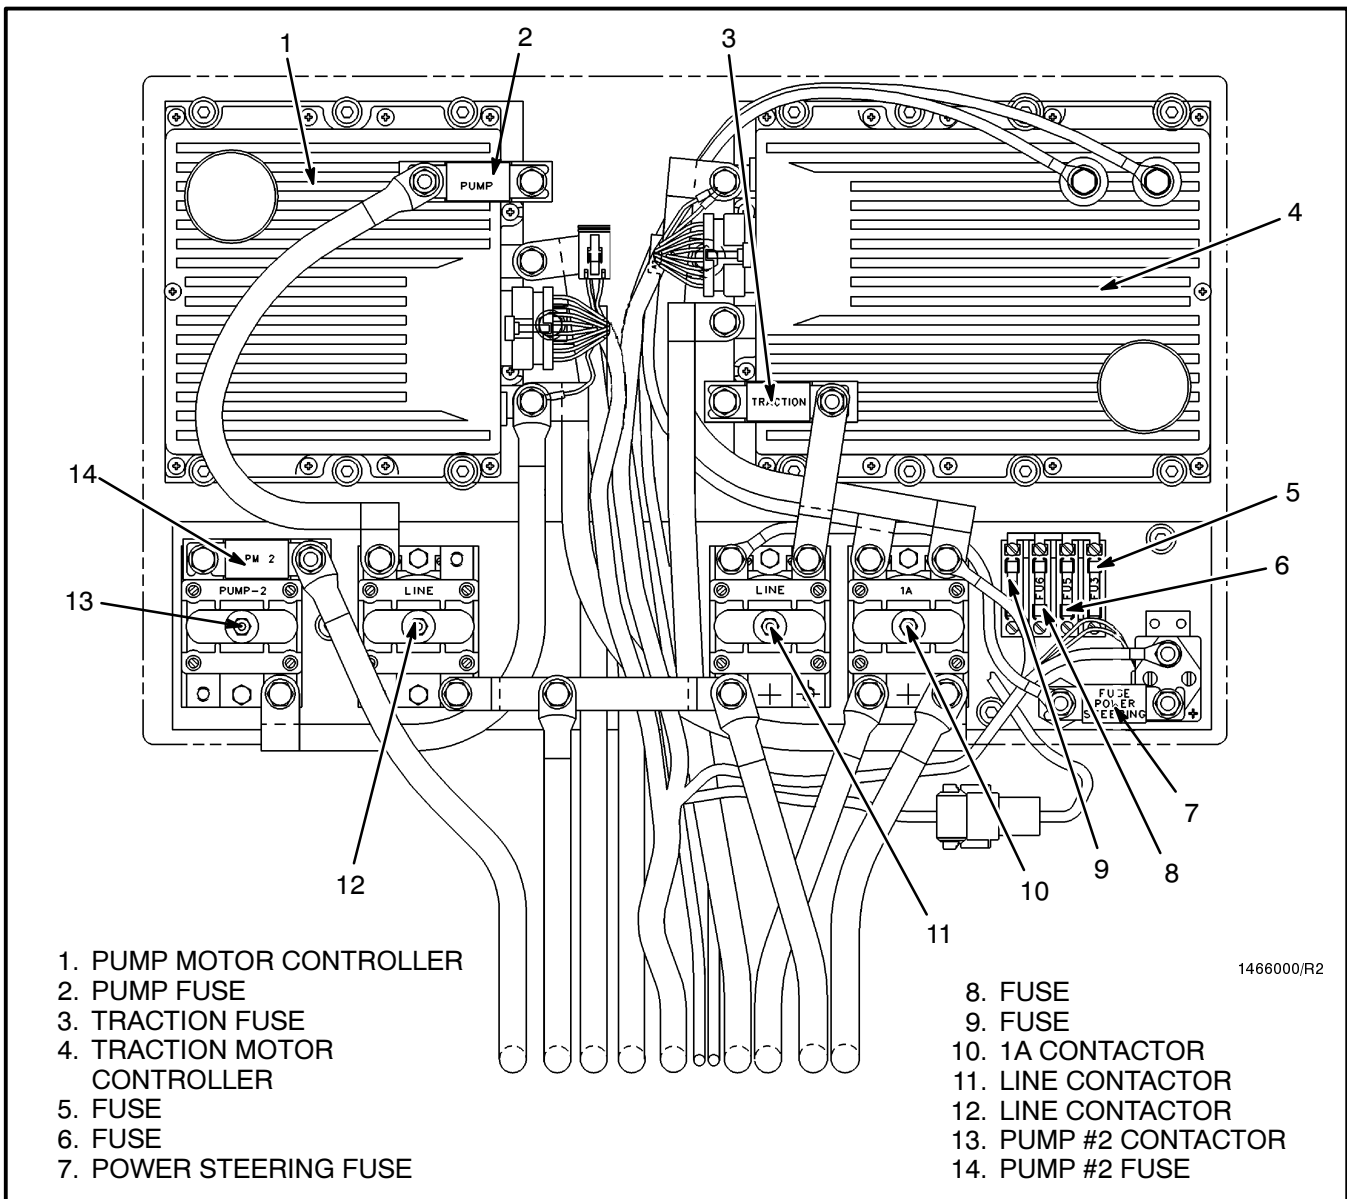 1
2
3
PUMP
4
TRACTION
14
5
PM 2
6
FU6
FU5
FU3
13
PUMP-2
LINE
LINE
1A
FUSE
POWER
STEERING
7
12
10
9
8
11
1. PUMP MOTOR CONTROLLER
2. PUMP FUSE
3. TRACTION FUSE
4. TRACTION MOTOR
CONTROLLER
5. FUSE
6. FUSE
7. POWER STEERING FUSE
1466000/R2
8. FUSE
9. FUSE
10. 1A CONTACTOR
11. LINE CONTACTOR
12. LINE CONTACTOR
13. PUMP #2 CONTACTOR
14. PUMP #2 FUSE